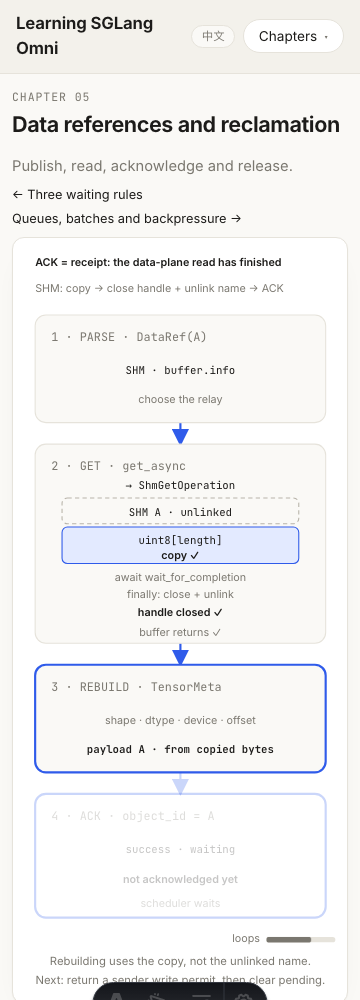 Learning SGLang
Omni
中文
Chapters
CHAPTER 05
Data references and reclamation
Publish, read, acknowledge and release.
← Three waiting rules
Queues, batches and backpressure →
ACK = receipt: the data-plane read has finished
SHM: copy → close handle + unlink name → ACK
1 · PARSE · DataRef(A)
SHM · buffer.info
choose the relay
2 · GET · get_async
→ ShmGetOperation
SHM A · unlinked
uint8[length]
copy ✓
await wait_for_completion
finally: close + unlink
handle closed ✓
buffer returns ✓
3 · REBUILD · TensorMeta
shape · dtype · device · offset
payload A · from copied bytes
4 · ACK · object_id = A
success · waiting
not acknowledged yet
scheduler waits
loops
Rebuilding uses the copy, not the unlinked name.
Next: return a sender write permit, then clear pending.